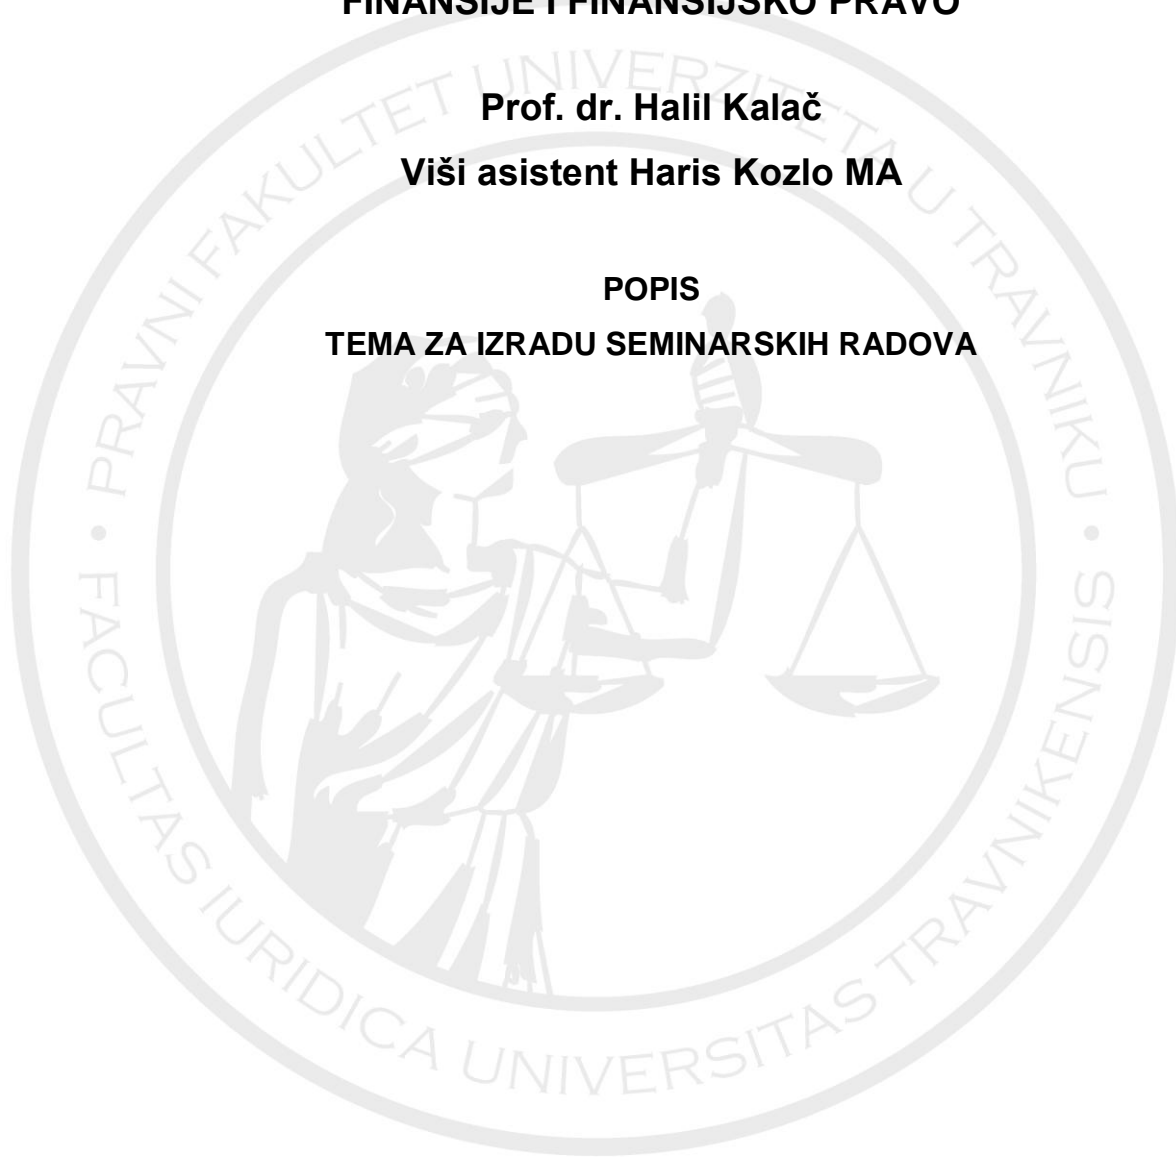 FINANSIJE I FINANSIJSKO PRAVO
Prof. dr. Halil Kalač
Viši asistent Haris Kozlo MA
POPIS
TEMA ZA IZRADU SEMINARSKIH RADOVA
PRAVNI FAKULTET UNIVERZITETA U TRAVNIKU
FACULTAS IURIDICA UNIVERSITAS TRAVNIKENSIS